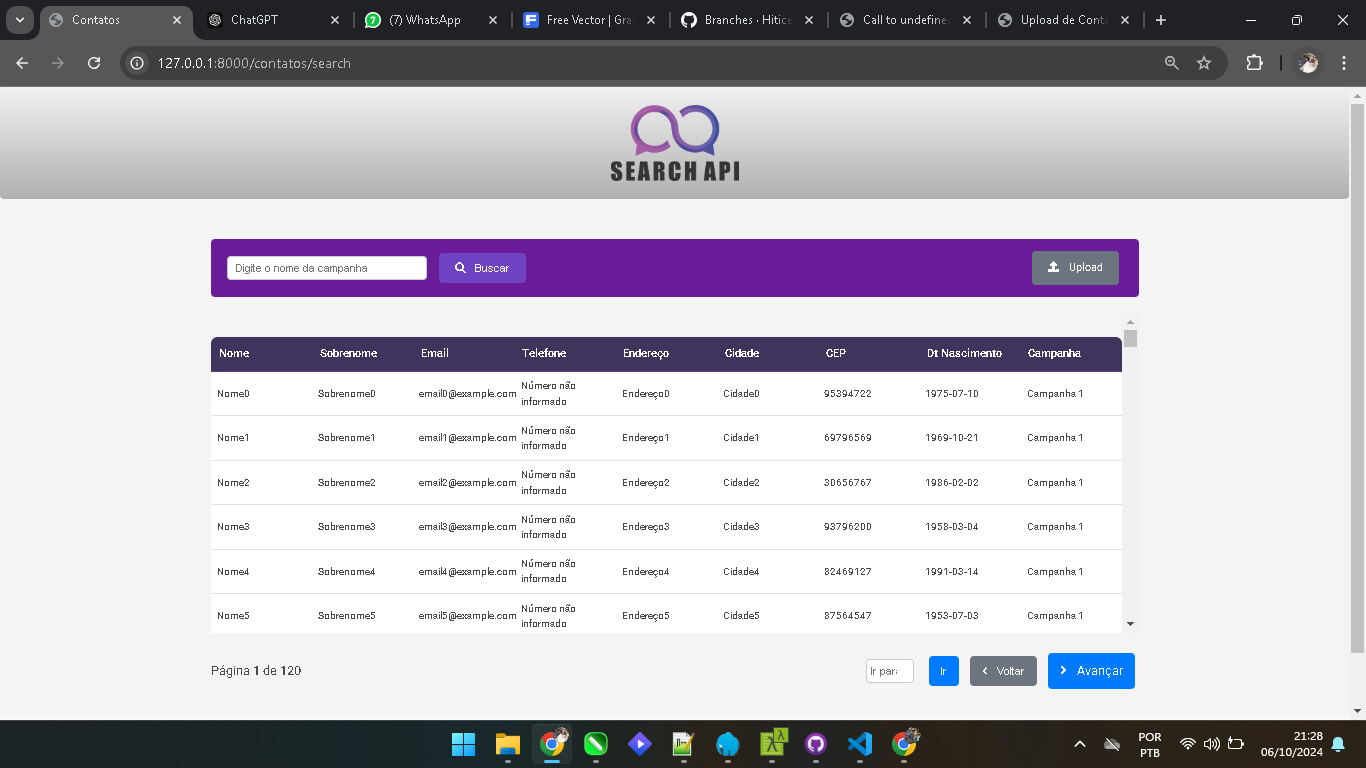 Contatos
ChatGPT
(7) WhatsApp
Free Vector | Gra
Branches · Hitice
Call to undefine
Upload de Conta
127.0.0.1:8000/contatos/search
SEARCH API
Digite o nome da campanha
Buscar
Upload
Nome Sobrenome Email Telefone Endereço Cidade CEP Dt Nascimento Campanha
Nome0 Sobrenome0 email0@example.com Número não informado Endereço0 Cidade0 95394722 1975-07-10 Campanha 1
Nome1 Sobrenome1 email1@example.com Número não informado Endereço1 Cidade1 69796569 1969-10-21 Campanha 1
Nome2 Sobrenome2 email2@example.com Número não informado Endereço2 Cidade2 30656767 1986-02-02 Campanha 1
Nome3 Sobrenome3 email3@example.com Número não informado Endereço3 Cidade3 93796200 1958-03-04 Campanha 1
Nome4 Sobrenome4 email4@example.com Número não informado Endereço4 Cidade4 82469127 1991-03-14 Campanha 1
Nome5 Sobrenome5 email5@example.com Número não informado Endereço5 Cidade5 87564547 1953-07-03 Campanha 1
Página 1 de 120
Ir par
Ir
Voltar
Avançar
POR
PTB
21:28
06/10/2024